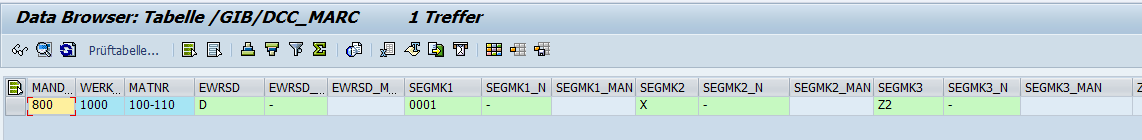 Data Browser: Tabelle /GIB/DCC_MARC 1 Treffer
Prüftabelle...
MAND... WERK... MATNR EWRSD EWRSD_... EWRSD_M... SEGMK1 SEGMK1_N SEGMK1_MAN SEGMK2 SEGMK2_N SEGMK2_MAN SEGMK3 SEGMK3_N SEGMK3_MAN Z
800 1000 100-110 D - 0001 - X - Z2 -